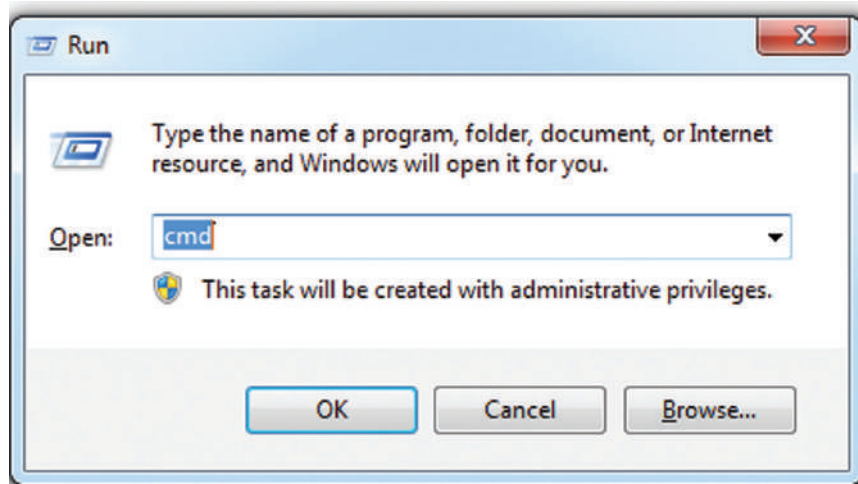 Run
Type the name of a program, folder, document, or Internet
resource, and Windows will open it for you.
Open: cmd
This task will be created with administrative privileges.
OK Cancel Browse...